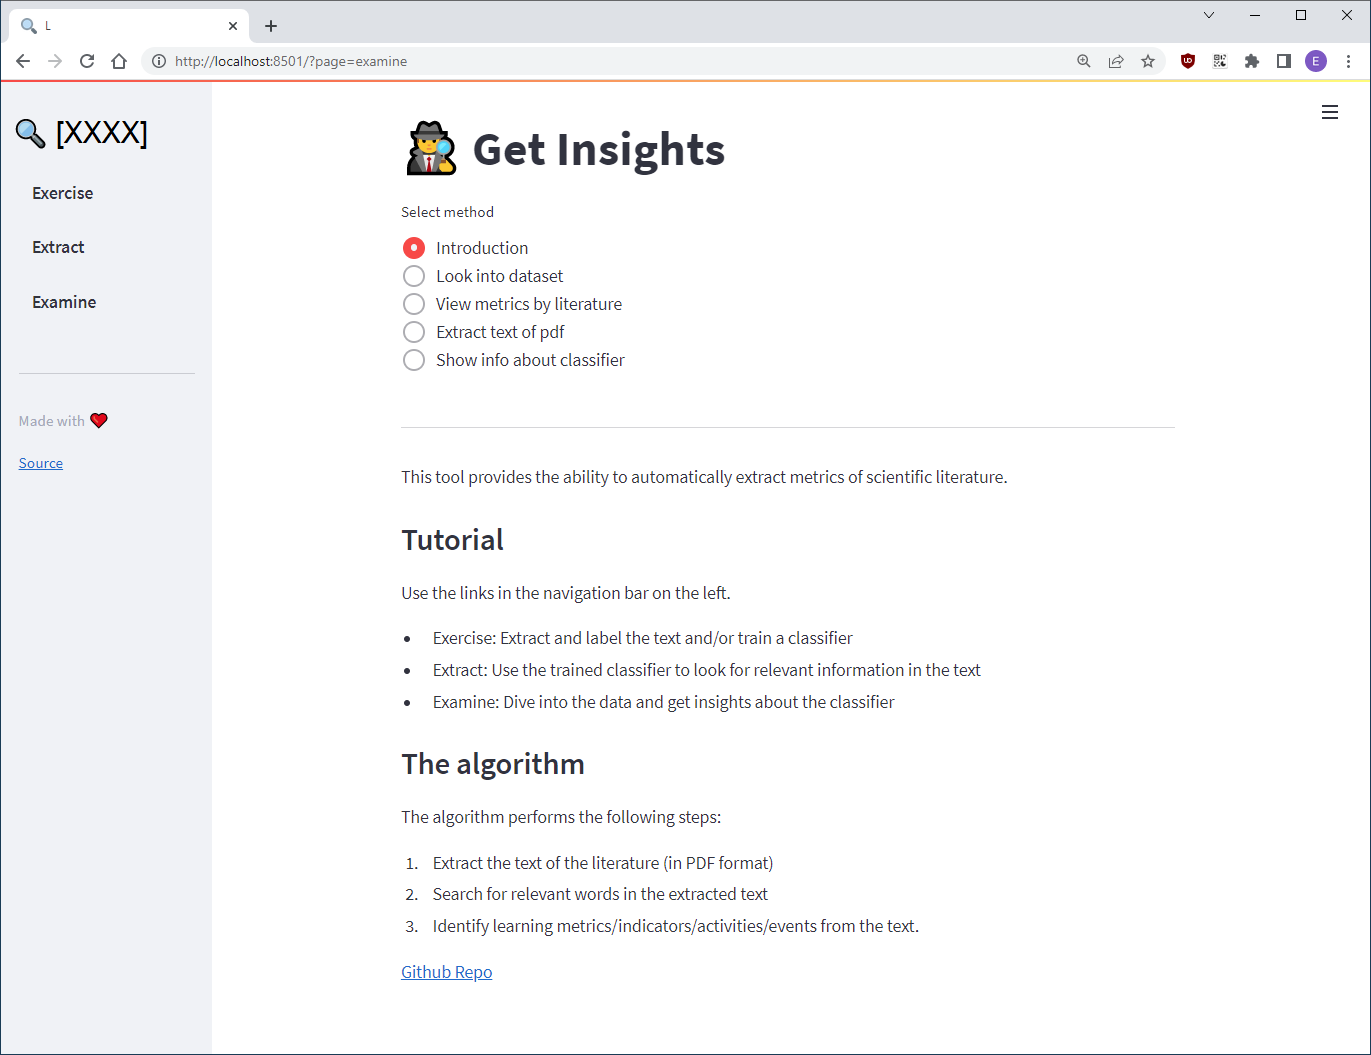 L
http://localhost:8501/?page=examine
E
[XXXX]
Exercise
Extract
Examine
Made with
Source
Get Insights
Select method
Introduction
Look into dataset
View metrics by literature
Extract text of pdf
Show info about classifier
This tool provides the ability to automatically extract metrics of scientific literature.
Tutorial
Use the links in the navigation bar on the left.
• Exercise: Extract and label the text and/or train a classifier
• Extract: Use the trained classifier to look for relevant information in the text
• Examine: Dive into the data and get insights about the classifier
The algorithm
The algorithm performs the following steps:
1. Extract the text of the literature (in PDF format)
2. Search for relevant words in the extracted text
3. Identify learning metrics/indicators/activities/events from the text.
Github Repo